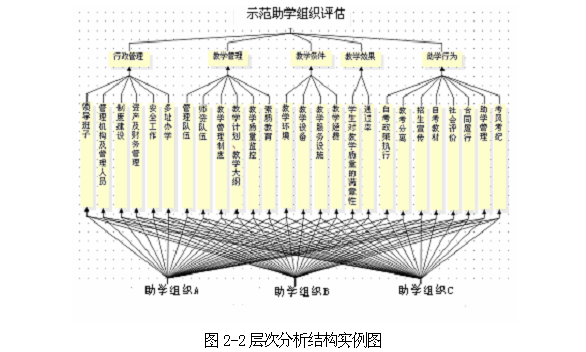 示范助学组织评估
行政管理
教学管理
教学条件
教学效果
助学行为
领导班子
管理机构及管理人员
制度建设
资产及财务管理
安全工作
多址办学
管理队伍
师资队伍
教学管理制度
教学计划、教学大纲
教学质量监控
素质教育
教学环境
教学设备
教学服务设施
教学经费
学生对教学质量的满意性
通过率
自考政策执行
教考分离
招生宣传
自考教材
社会评价
合同履行
助学管理
考风考纪
助学组织A
助学组织B
助学组织C
图 2-2 层次分析结构实例图